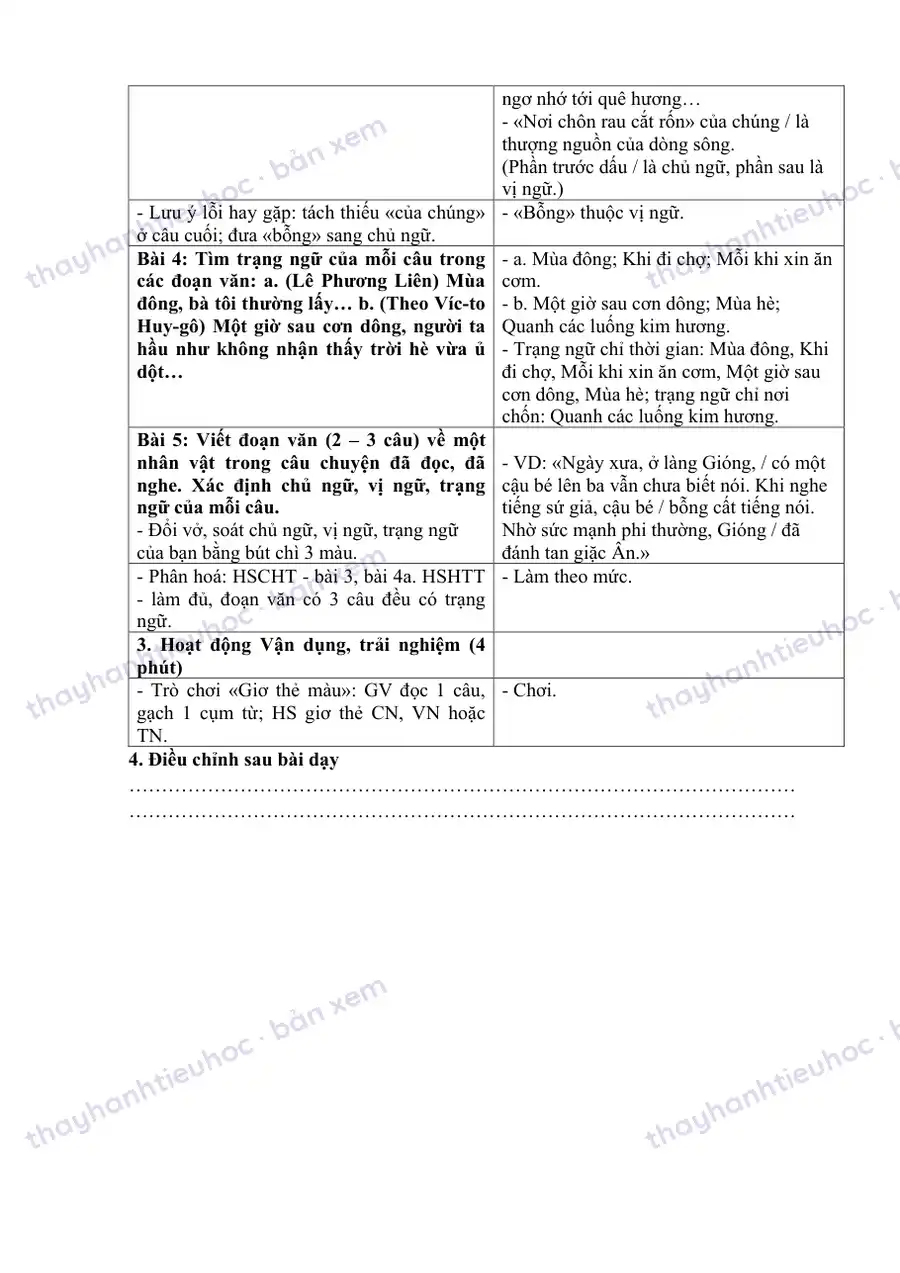 ngơ nhớ tới quê hương…
- «Nơi chôn rau cắt rốn» của chúng / là
thượng nguồn của dòng sông.
(Phần trước dấu / là chủ ngữ, phần sau là
vị ngữ.)
- Lưu ý lỗi hay gặp: tách thiếu «của chúng»
ở câu cuối; đưa «bỗng» sang chủ ngữ.
- «Bỗng» thuộc vị ngữ.
Bài 4: Tìm trạng ngữ của mỗi câu trong
các đoạn văn: a. (Lê Phương Liên) Mùa
đông, bà tôi thường lấy… b. (Theo Víc-to
Huy-gô) Một giờ sau cơn dông, người ta
hầu như không nhận thấy trời hè vừa ủ
dột…
- a. Mùa đông; Khi đi chợ; Mỗi khi xin ăn
cơm.
- b. Một giờ sau cơn dông; Mùa hè;
Quanh các luống kim hương.
- Trạng ngữ chỉ thời gian: Mùa đông, Khi
đi chợ, Mỗi khi xin ăn cơm, Một giờ sau
cơn dông, Mùa hè; trạng ngữ chỉ nơi
chốn: Quanh các luống kim hương.
Bài 5: Viết đoạn văn (2 – 3 câu) về một
nhân vật trong câu chuyện đã đọc, đã
nghe. Xác định chủ ngữ, vị ngữ, trạng
ngữ của mỗi câu.
- Đổi vở, soát chủ ngữ, vị ngữ, trạng ngữ
của bạn bằng bút chì 3 màu.
- VD: «Ngày xưa, ở làng Gióng, / có một
cậu bé lên ba vẫn chưa biết nói. Khi nghe
tiếng sứ giả, cậu bé / bỗng cất tiếng nói.
Nhờ sức mạnh phi thường, Gióng / đã
đánh tan giặc Ân.»
- Phân hoá: HSCHT - bài 3, bài 4a. HSHTT
- làm đủ, đoạn văn có 3 câu đều có trạng
ngữ.
- Làm theo mức.
3. Hoạt động Vận dụng, trải nghiệm (4
phút)
- Trò chơi «Giơ thẻ màu»: GV đọc 1 câu,
gạch 1 cụm từ; HS giơ thẻ CN, VN hoặc
TN.
- Chơi.
4. Điều chỉnh sau bài dạy
thayhanhtieuhoc · bản xem
thayhanhtieuhoc · b
thayhanhtieuhoc · bản xem
thayhanhtieuhoc · b
thayhanhtieuhoc · bản xem
thayhanhtieuhoc · b